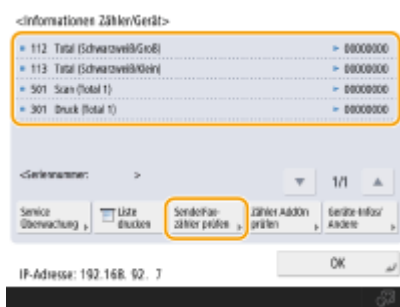 <Informationen Zähler/Gerät>
112 Total (Schwarzweiß/Groß) 00000000
113 Total (Schwarzweiß/Klein) 00000000
501 Scan (Total 1) 00000000
301 Druck (Total 1) 00000000
<Seriennummer: >
1/1
Service Überwachung
Liste drucken
Sende/Fax-zähler prüfen
Zähler AddOn prüfen
Geräte-Infos/ Andere
OK
IP-Adresse: 192.168. 92. 7